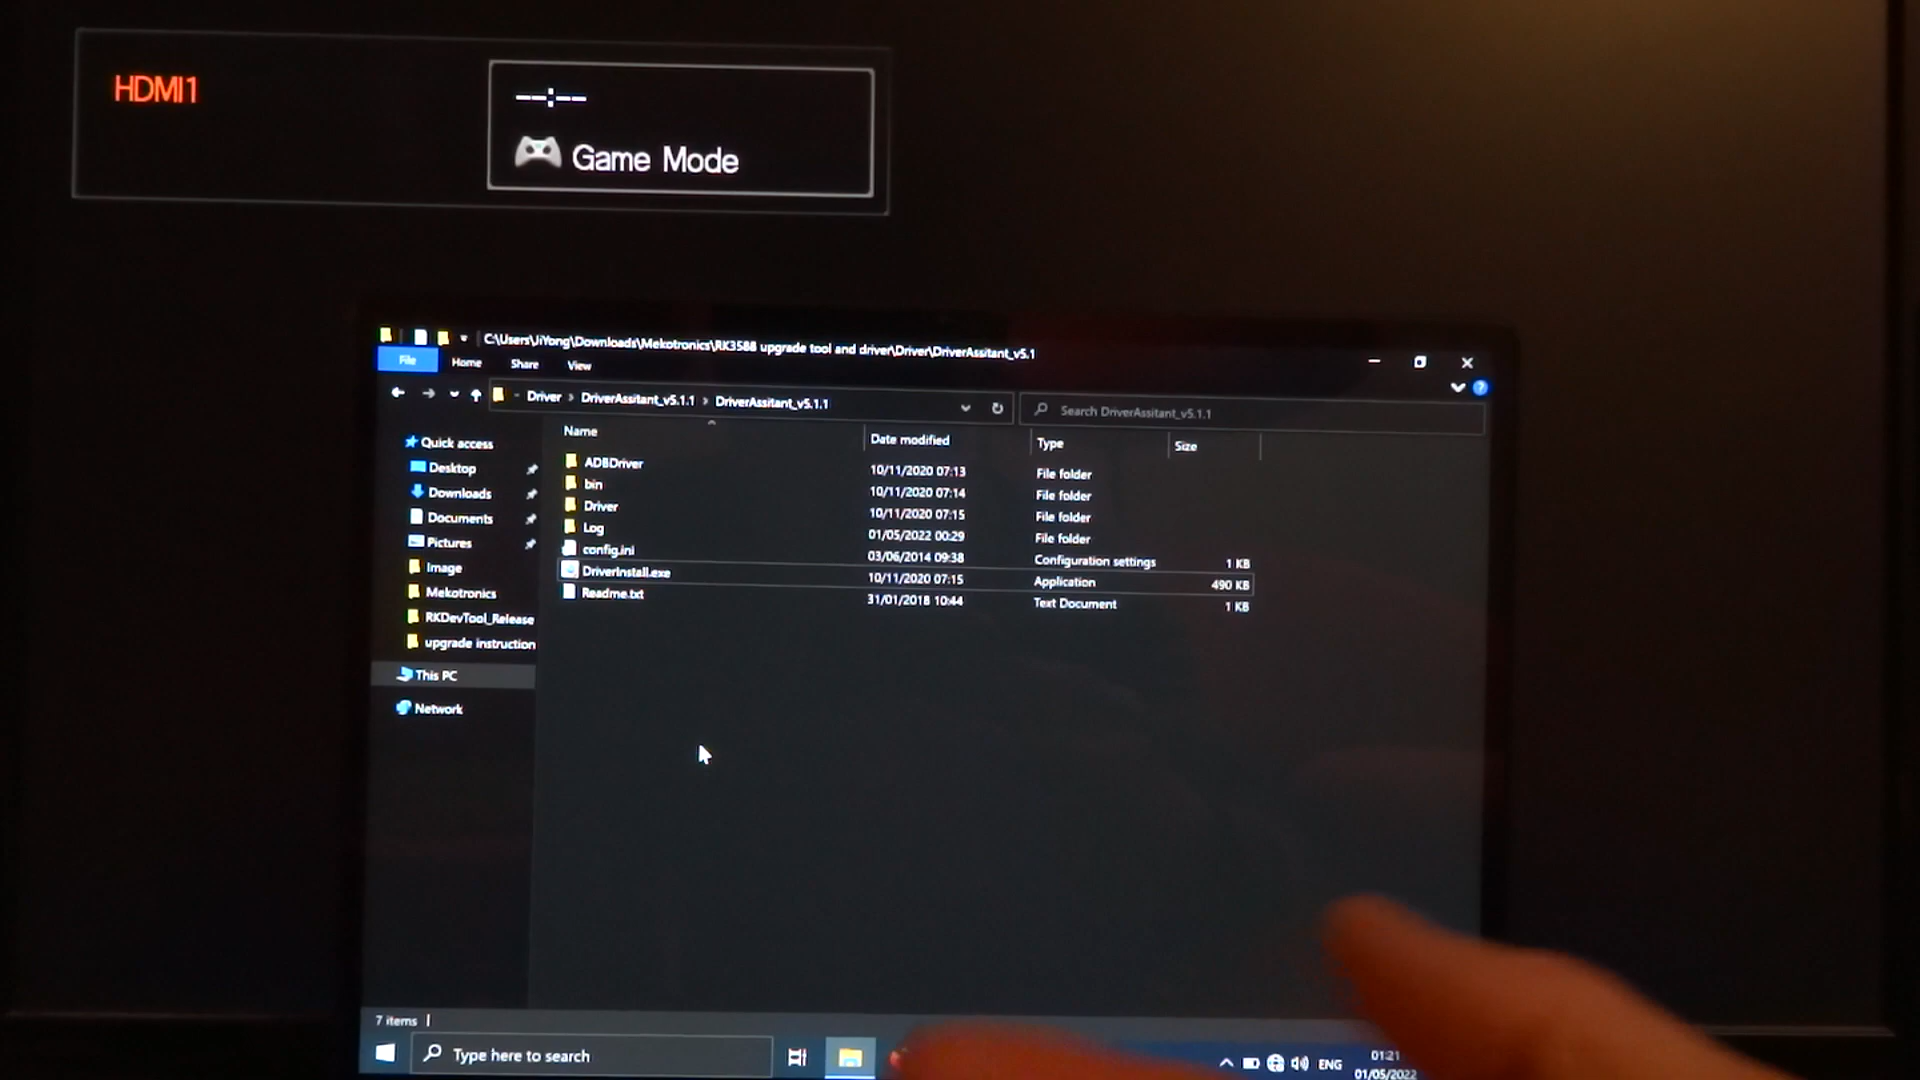 HDMI1
--:--
Game Mode
C:\Users\JiYong\Downloads\Mekotronics\RK3588 upgrade tool and driver\Driver\DriverAssitant_v5.1
File Home Share View
Driver › DriverAssitant_v5.1.1 › DriverAssitant_v5.1.1
Search DriverAssitant_v5.1.1
Name Date modified Type Size
ADBDriver 10/11/2020 07:13 File folder
bin 10/11/2020 07:14 File folder
Driver 10/11/2020 07:15 File folder
Log 01/05/2022 00:29 File folder
config.ini 03/06/2014 09:38 Configuration settings 1 KB
DriverInstall.exe 10/11/2020 07:15 Application 490 KB
Readme.txt 31/01/2018 10:44 Text Document 1 KB
Quick access
Desktop
Downloads
Documents
Pictures
Image
Mekotronics
RKDevTool_Release
upgrade instruction
This PC
Network
7 items
Type here to search
ENG
01:21
01/05/2022